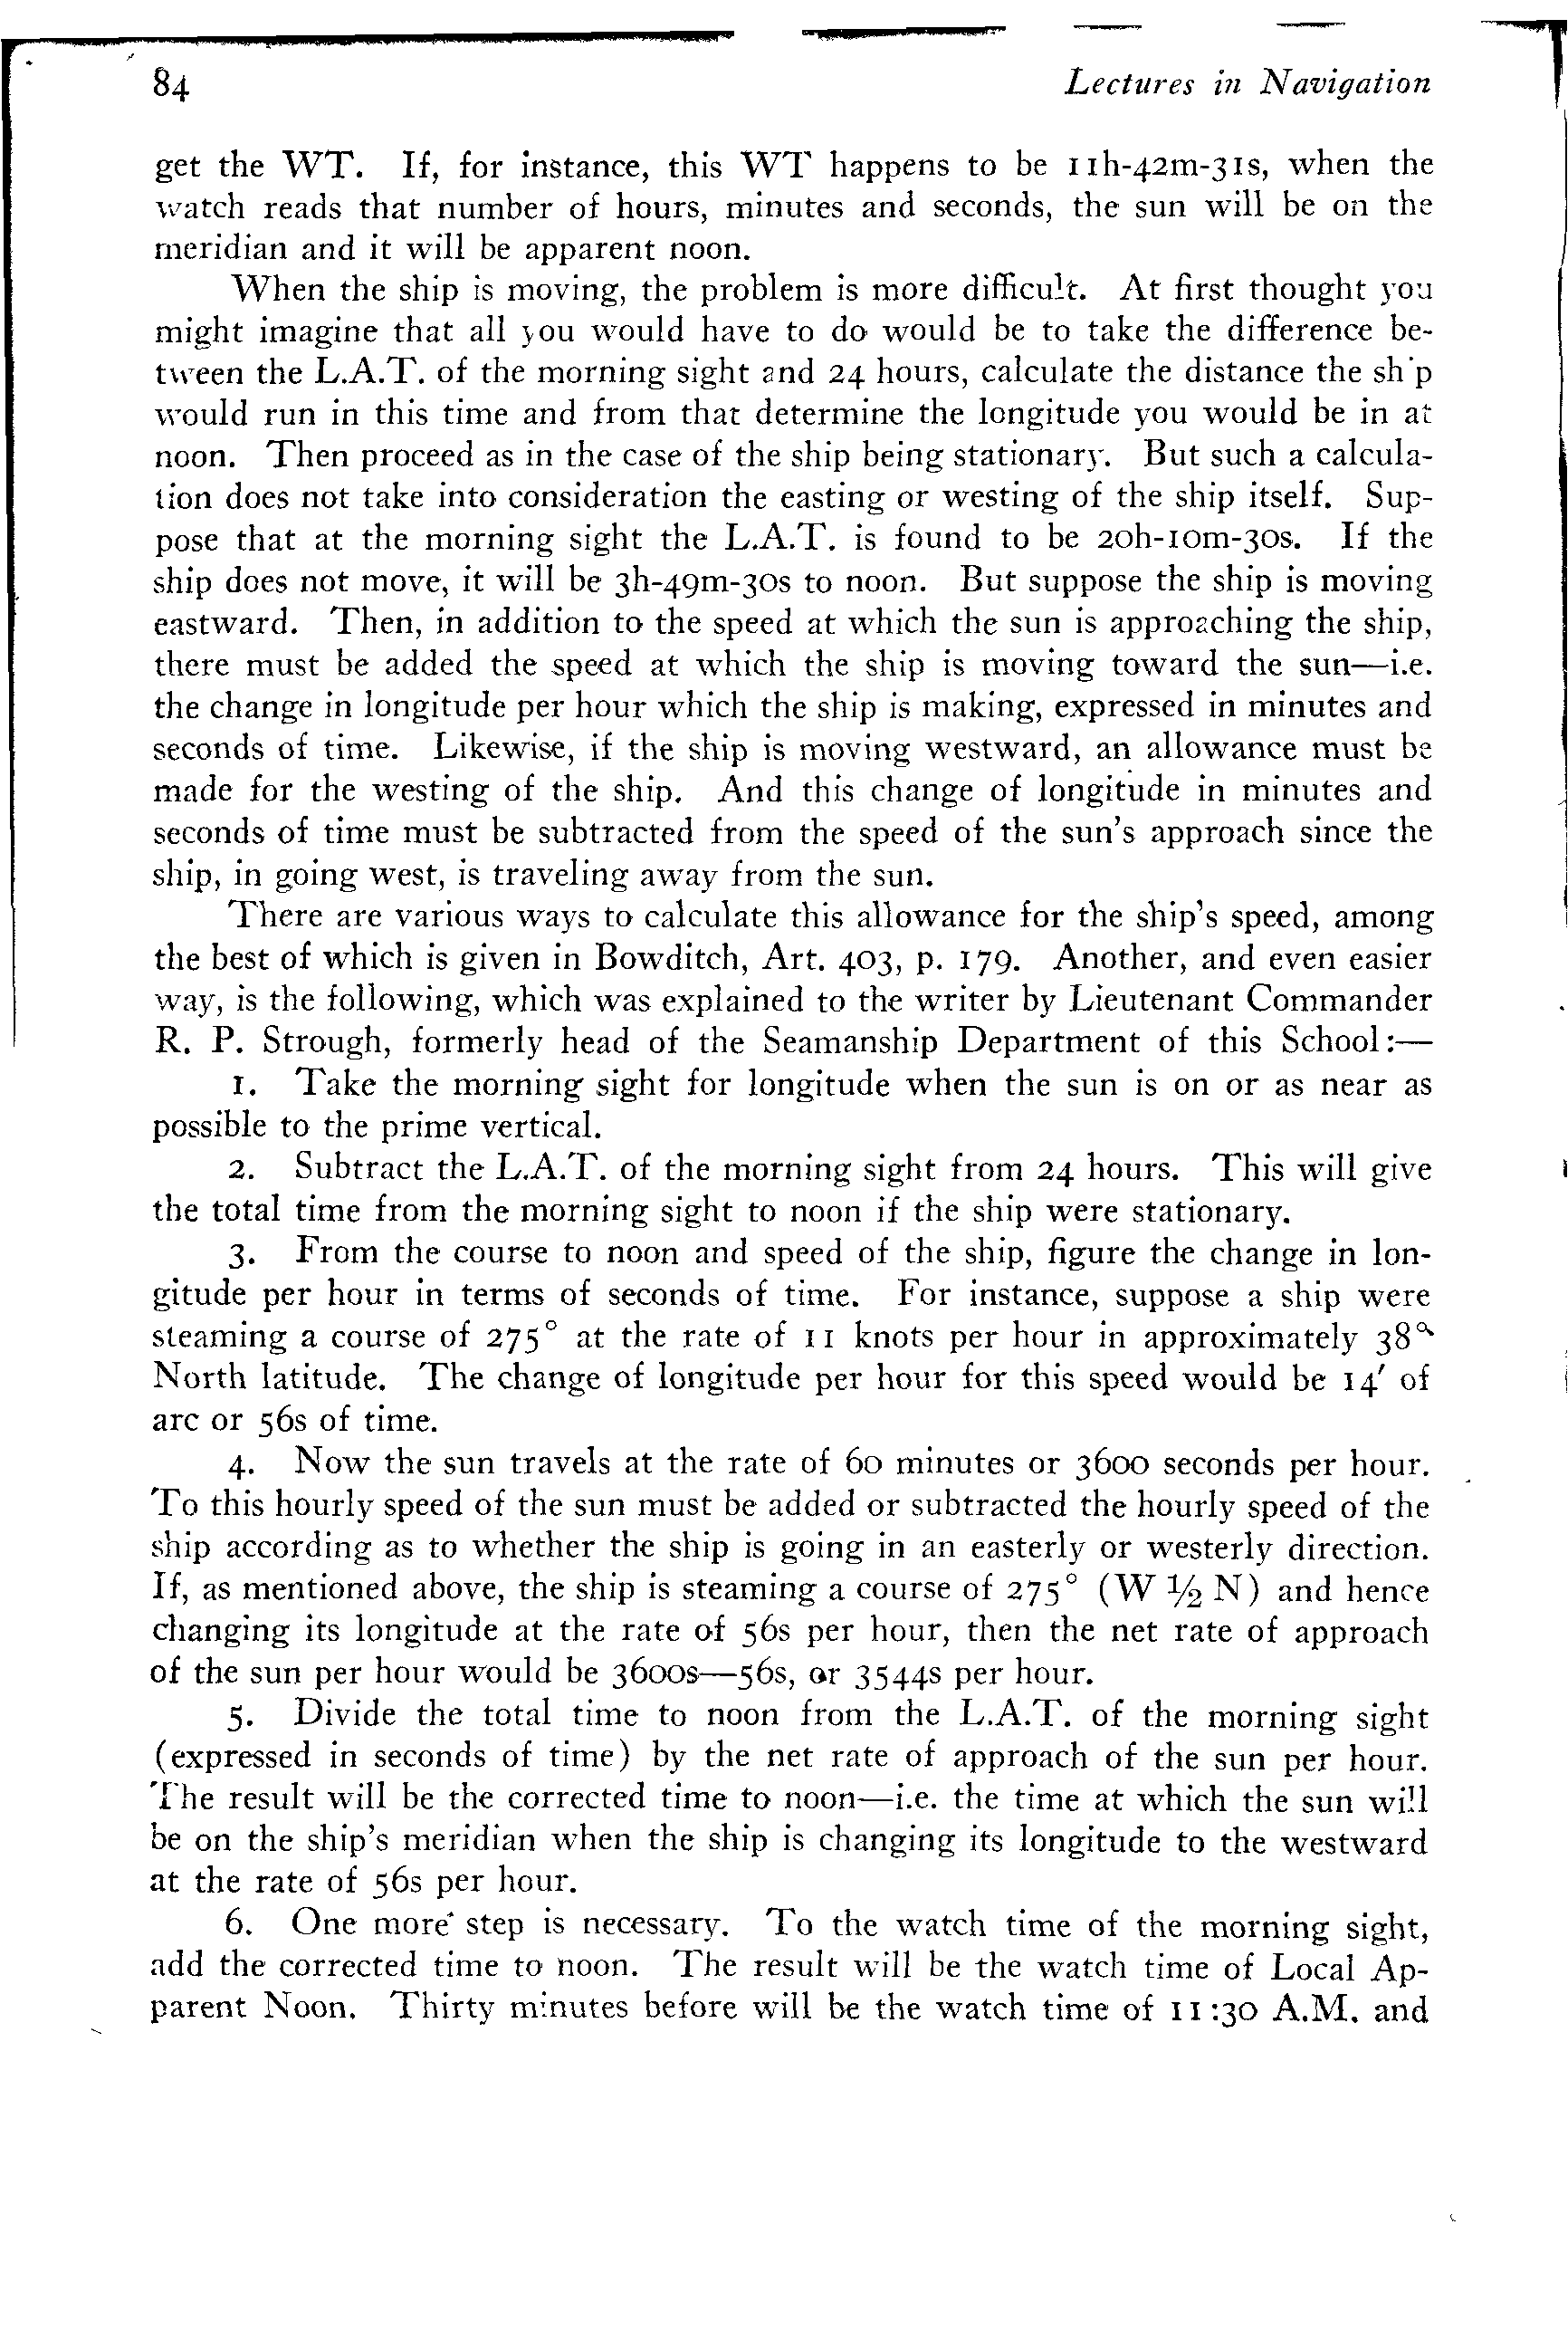 84 Lectures in Navigation
get the WT. If, for instance, this WT happens to be 11h-42m-31s, when the
watch reads that number of hours, minutes and seconds, the sun will be on the
meridian and it will be apparent noon.
When the ship is moving, the problem is more difficult. At first thought you
might imagine that all you would have to do would be to take the difference be-
tween the L.A.T. of the morning sight and 24 hours, calculate the distance the ship
would run in this time and from that determine the longitude you would be in at
noon. Then proceed as in the case of the ship being stationary. But such a calcula-
tion does not take into consideration the easting or westing of the ship itself. Sup-
pose that at the morning sight the L.A.T. is found to be 20h-10m-30s. If the
ship does not move, it will be 3h-49m-30s to noon. But suppose the ship is moving
eastward. Then, in addition to the speed at which the sun is approaching the ship,
there must be added the speed at which the ship is moving toward the sun—i.e.
the change in longitude per hour which the ship is making, expressed in minutes and
seconds of time. Likewise, if the ship is moving westward, an allowance must be
made for the westing of the ship. And this change of longitude in minutes and
seconds of time must be subtracted from the speed of the sun's approach since the
ship, in going west, is traveling away from the sun.
There are various ways to calculate this allowance for the ship's speed, among
the best of which is given in Bowditch, Art. 403, p. 179. Another, and even easier
way, is the following, which was explained to the writer by Lieutenant Commander
R. P. Strough, formerly head of the Seamanship Department of this School:—
1. Take the morning sight for longitude when the sun is on or as near as
possible to the prime vertical.
2. Subtract the L.A.T. of the morning sight from 24 hours. This will give
the total time from the morning sight to noon if the ship were stationary.
3. From the course to noon and speed of the ship, figure the change in lon-
gitude per hour in terms of seconds of time. For instance, suppose a ship were
steaming a course of 275° at the rate of 11 knots per hour in approximately 38°
North latitude. The change of longitude per hour for this speed would be 14' of
arc or 56s of time.
4. Now the sun travels at the rate of 60 minutes or 3600 seconds per hour.
To this hourly speed of the sun must be added or subtracted the hourly speed of the
ship according as to whether the ship is going in an easterly or westerly direction.
If, as mentioned above, the ship is steaming a course of 275° (W ½ N) and hence
changing its longitude at the rate of 56s per hour, then the net rate of approach
of the sun per hour would be 3600s—56s, or 3544s per hour.
5. Divide the total time to noon from the L.A.T. of the morning sight
(expressed in seconds of time) by the net rate of approach of the sun per hour.
The result will be the corrected time to noon—i.e. the time at which the sun will
be on the ship's meridian when the ship is changing its longitude to the westward
at the rate of 56s per hour.
6. One more step is necessary. To the watch time of the morning sight,
add the corrected time to noon. The result will be the watch time of Local Ap-
parent Noon. Thirty minutes before will be the watch time of 11:30 A.M. and